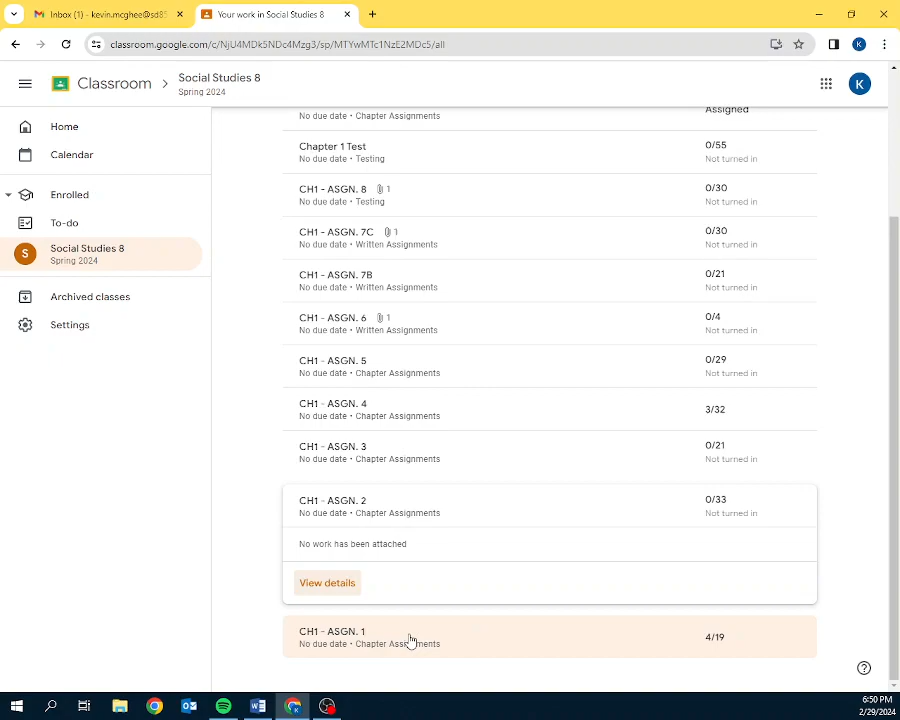 Inbox (1) - kevin.mcghee@sd85
Your work in Social Studies 8
classroom.google.com/c/NjU4MDk5NDc4Mzg3/sp/MTYwMTc1NzE2MDc5/all
K
Classroom
Social Studies 8
Spring 2024
K
Home
Calendar
Enrolled
To-do
S
Social Studies 8
Spring 2024
Archived classes
Settings
No due date • Chapter Assignments
Assigned
Chapter 1 Test
No due date • Testing
0/55
Not turned in
CH1 - ASGN. 8 1
No due date • Testing
0/30
Not turned in
CH1 - ASGN. 7C 1
No due date • Written Assignments
0/30
Not turned in
CH1 - ASGN. 7B
No due date • Written Assignments
0/21
Not turned in
CH1 - ASGN. 6 1
No due date • Written Assignments
0/4
Not turned in
CH1 - ASGN. 5
No due date • Chapter Assignments
0/29
Not turned in
CH1 - ASGN. 4
No due date • Chapter Assignments
3/32
CH1 - ASGN. 3
No due date • Chapter Assignments
0/21
Not turned in
CH1 - ASGN. 2
No due date • Chapter Assignments
0/33
Not turned in
No work has been attached
View details
CH1 - ASGN. 1
No due date • Chapter Assignments
4/19
6:50 PM
2/29/2024